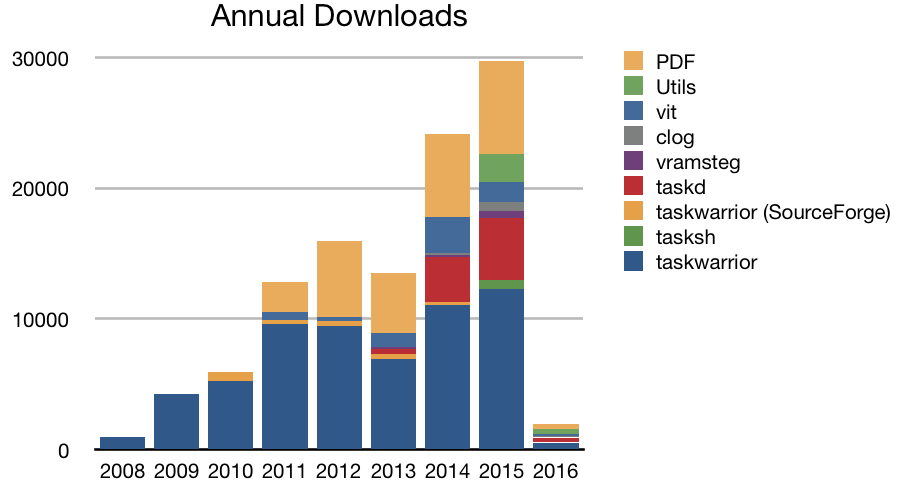 Annual Downloads
30000
20000
10000
0
2008 2009 2010 2011 2012 2013 2014 2015 2016
PDF
Utils
vit
clog
vramsteg
taskd
taskwarrior (SourceForge)
tasksh
taskwarrior